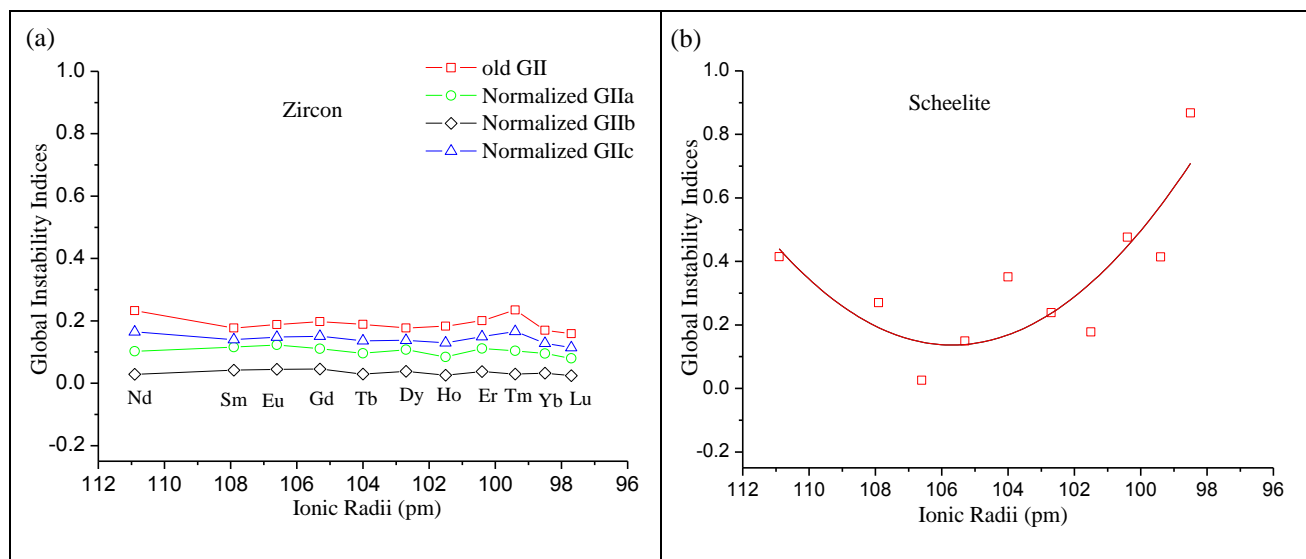 (a)
1.0
0.8
0.6
0.4
0.2
0.0
-0.2
Global Instability Indices
Zircon
old GII
Normalized GIIa
Normalized GIIb
Normalized GIIc
Nd Sm Eu Gd Tb Dy Ho Er Tm Yb Lu
112 110 108 106 104 102 100 98 96
Ionic Radii (pm)
(b)
1.0
0.8
0.6
0.4
0.2
0.0
-0.2
Global Instability Indices
Scheelite
112 110 108 106 104 102 100 98 96
Ionic Radii (pm)